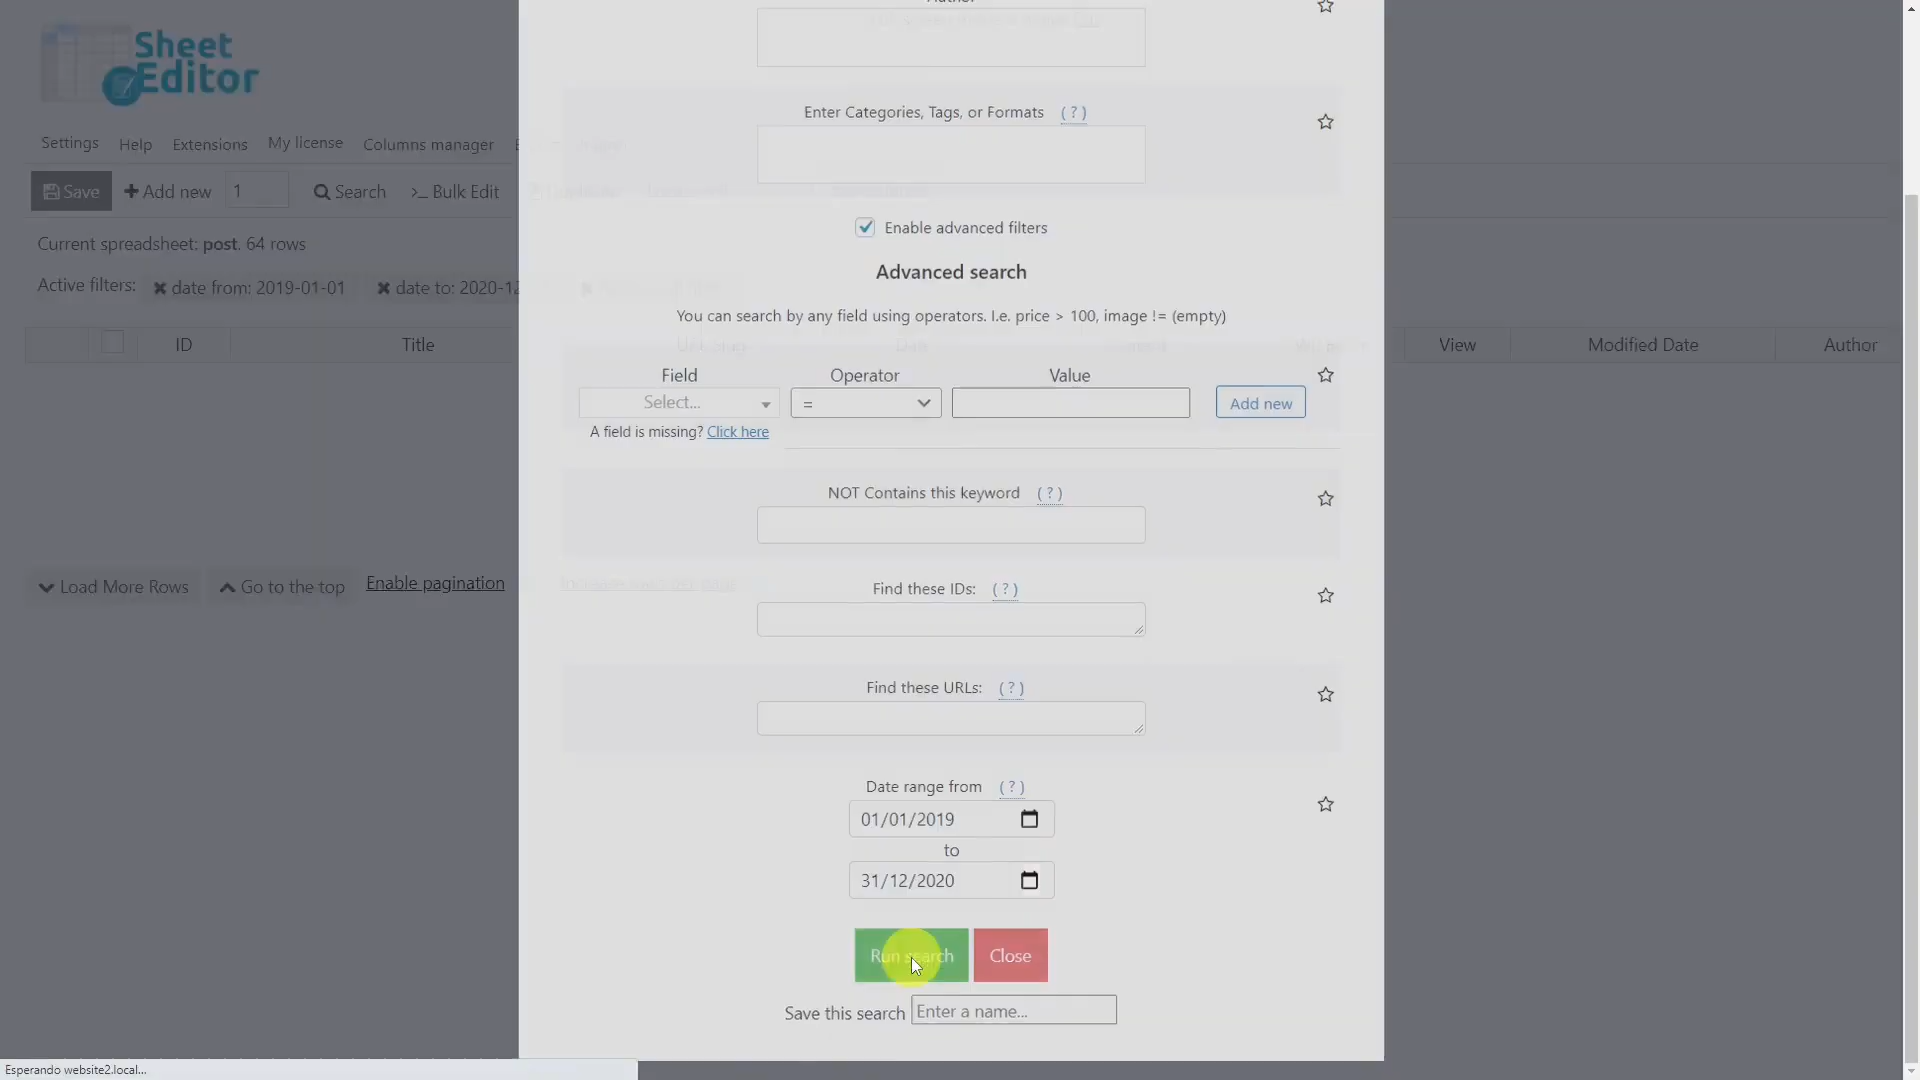 Sheet
Editor
Author
Enter Categories, Tags, or Formats ( ? )
Settings Help Extensions My license Columns manager
Save Add new 1 Search >_ Bulk Edit
Enable advanced filters
Current spreadsheet: post. 64 rows
Advanced search
Active filters: ✖ date from: 2019-01-01 ✖ date to: 2020-12
You can search by any field using operators. I.e. price > 100, image != (empty)
ID Title URL Slug Date View Modified Date Author
Field Operator Value
Select... = Add new
A field is missing? Click here
NOT Contains this keyword ( ? )
Find these IDs: ( ? )
Load More Rows Go to the top Enable pagination
Find these URLs: ( ? )
Date range from ( ? )
01/01/2019
to
31/12/2020
Run search Close
Save this search Enter a name...
Esperando website2.local...